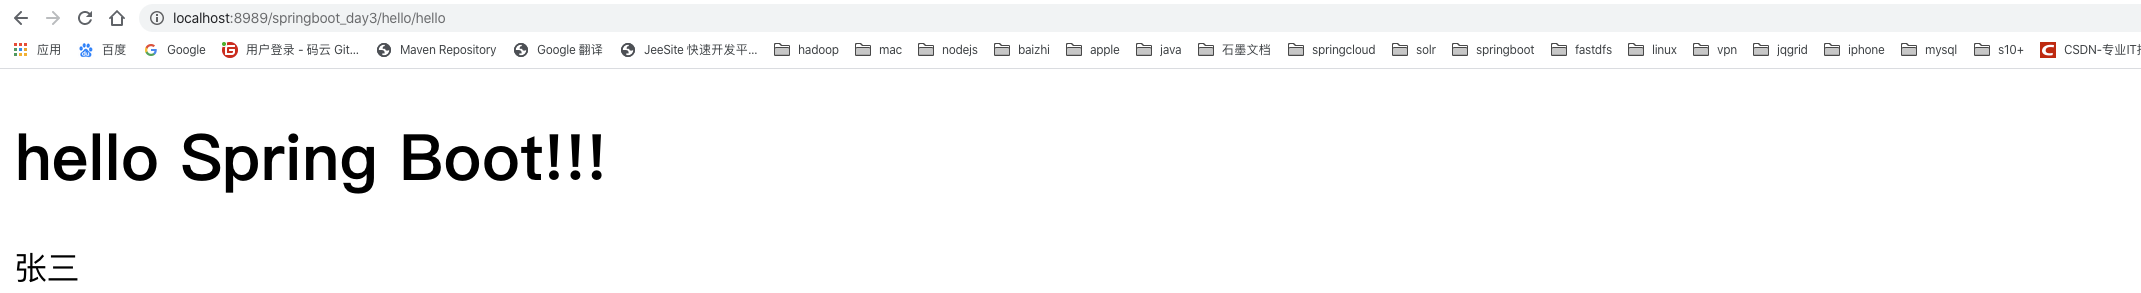 localhost:8989/springboot_day3/hello/hello
应用 百度 Google 用户登录 - 码云 Git... Maven Repository Google 翻译 JeeSite 快速开发平... hadoop mac nodejs baizhi apple java 石墨文档 springcloud solr springboot fastdfs linux vpn jqgrid iphone mysql s10+ CSDN-专业IT
hello Spring Boot!!!
张三